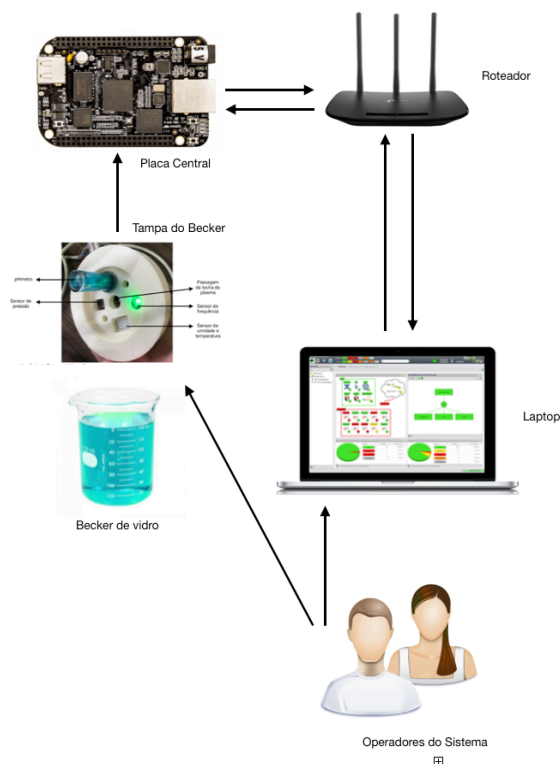 Roteador
Placa Central
Tampa do Becker
pHmetro
Passagem
da tocha de
plasma
Sensor de
pressão
Sensor de
frequência
Sensor de
umidade e
temperatura
Laptop
Becker de vidro
Operadores do Sistema